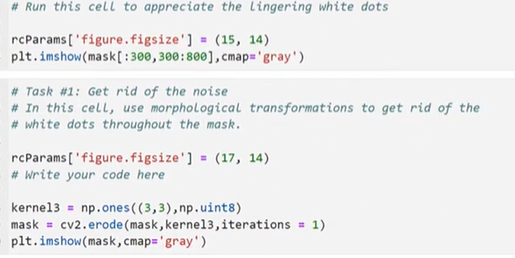 # Run this cell to appreciate the lingering white dots
rcParams['figure.figsize'] = (15, 14)
plt.imshow(mask[:300,300:800],cmap='gray')
# Task #1: Get rid of the noise
# In this cell, use morphological transformations to get rid of the
# white dots throughout the mask.
rcParams['figure.figsize'] = (17, 14)
# Write your code here
kernel3 = np.ones((3,3),np.uint8)
mask = cv2.erode(mask,kernel3,iterations = 1)
plt.imshow(mask,cmap='gray')